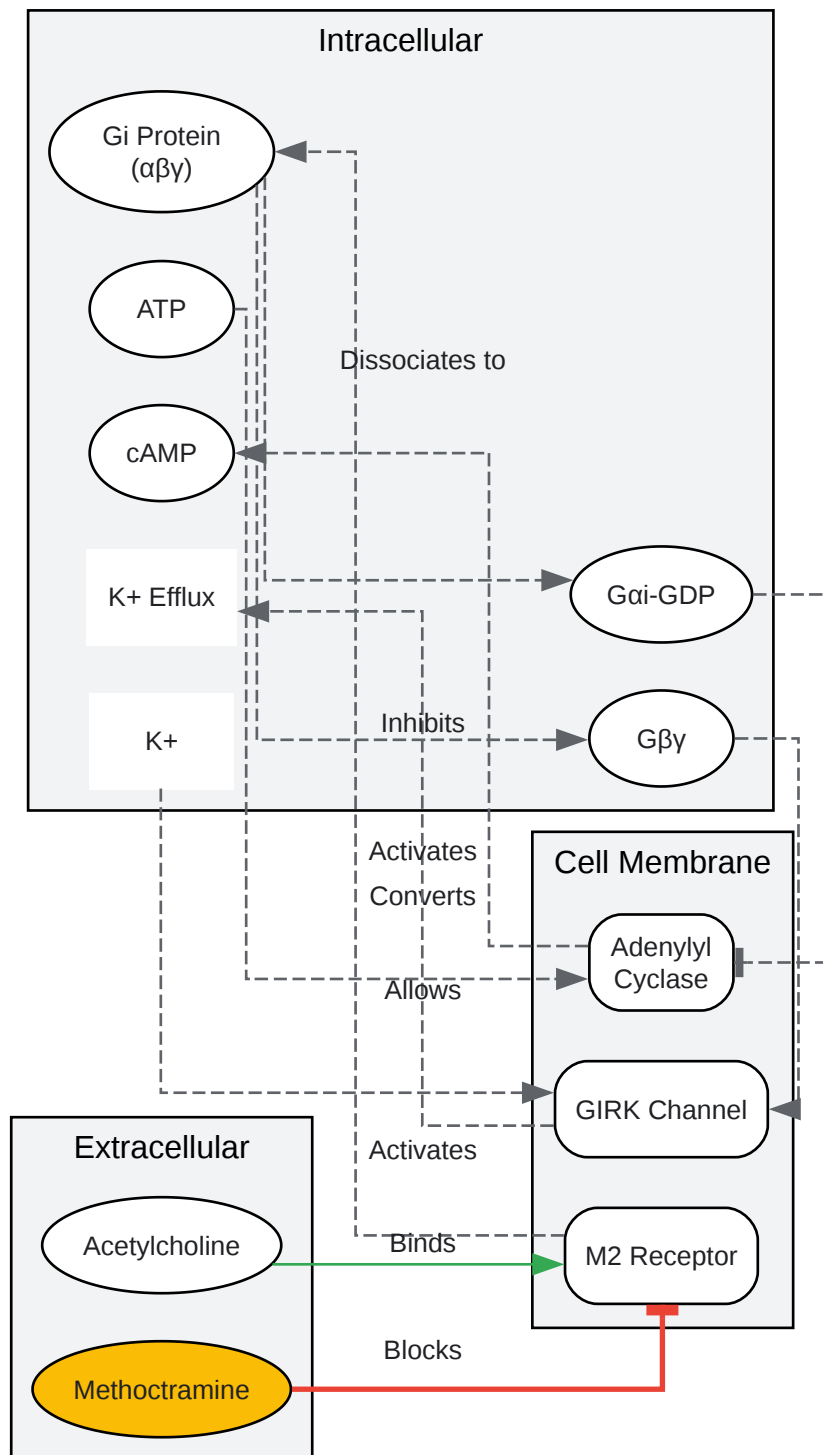 Intracellular
Gi Protein
(αβγ)
ATP
Dissociates to
cAMP
K+ Efflux
Gαi-GDP
K+
Inhibits
Gβγ
Activates
Converts
Cell Membrane
Adenylyl
Cyclase
Allows
GIRK Channel
Activates
Extracellular
Acetylcholine
Binds
M2 Receptor
Blocks
Methoctramine